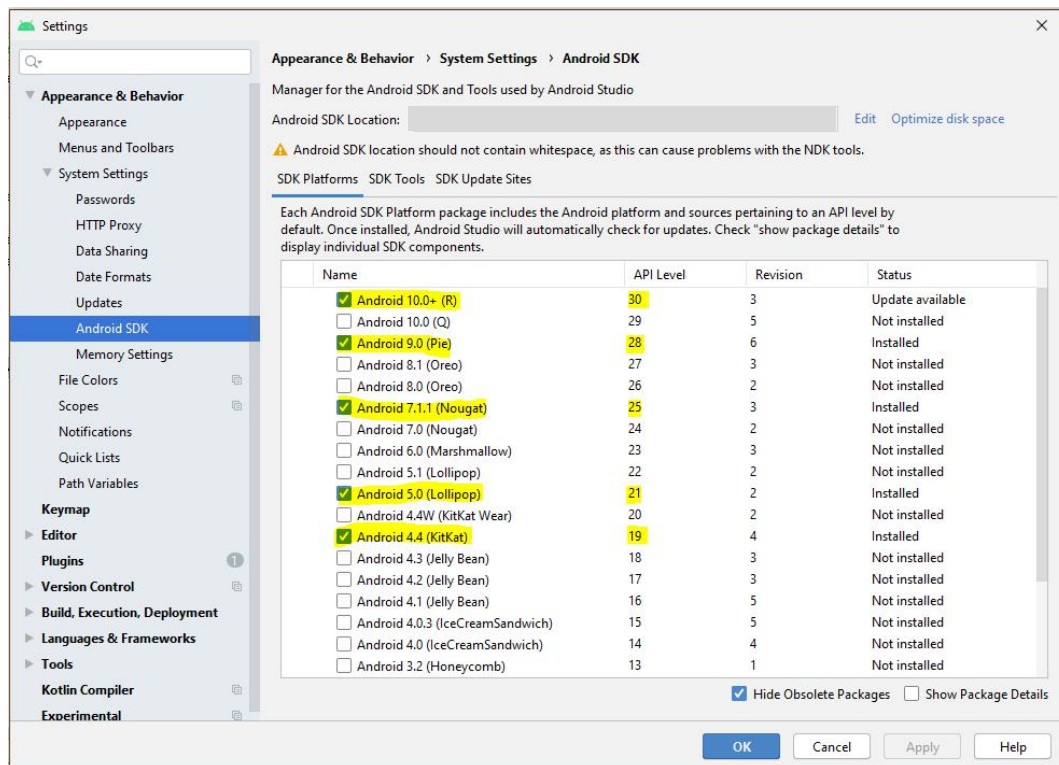 Settings
Appearance & Behavior
Appearance
Menus and Toolbars
System Settings
Passwords
HTTP Proxy
Data Sharing
Date Formats
Updates
Android SDK
Memory Settings
File Colors
Scopes
Notifications
Quick Lists
Path Variables
Keymap
Editor
Plugins 1
Version Control
Build, Execution, Deployment
Languages & Frameworks
Tools
Kotlin Compiler
Experimental
Appearance & Behavior > System Settings > Android SDK
Manager for the Android SDK and Tools used by Android Studio
Android SDK Location: Edit Optimize disk space
Android SDK location should not contain whitespace, as this can cause problems with the NDK tools.
SDK Platforms SDK Tools SDK Update Sites
Each Android SDK Platform package includes the Android platform and sources pertaining to an API level by
default. Once installed, Android Studio will automatically check for updates. Check "show package details" to
display individual SDK components.
Name API Level Revision Status
Android 10.0+ (R) 30 3 Update available
Android 10.0 (Q) 29 5 Not installed
Android 9.0 (Pie) 28 6 Installed
Android 8.1 (Oreo) 27 3 Not installed
Android 8.0 (Oreo) 26 2 Not installed
Android 7.1.1 (Nougat) 25 3 Installed
Android 7.0 (Nougat) 24 2 Not installed
Android 6.0 (Marshmallow) 23 3 Not installed
Android 5.1 (Lollipop) 22 2 Not installed
Android 5.0 (Lollipop) 21 2 Installed
Android 4.4W (KitKat Wear) 20 2 Not installed
Android 4.4 (KitKat) 19 4 Installed
Android 4.3 (Jelly Bean) 18 3 Not installed
Android 4.2 (Jelly Bean) 17 3 Not installed
Android 4.1 (Jelly Bean) 16 5 Not installed
Android 4.0.3 (IceCreamSandwich) 15 5 Not installed
Android 4.0 (IceCreamSandwich) 14 4 Not installed
Android 3.2 (Honeycomb) 13 1 Not installed
Hide Obsolete Packages Show Package Details
OK Cancel Apply Help